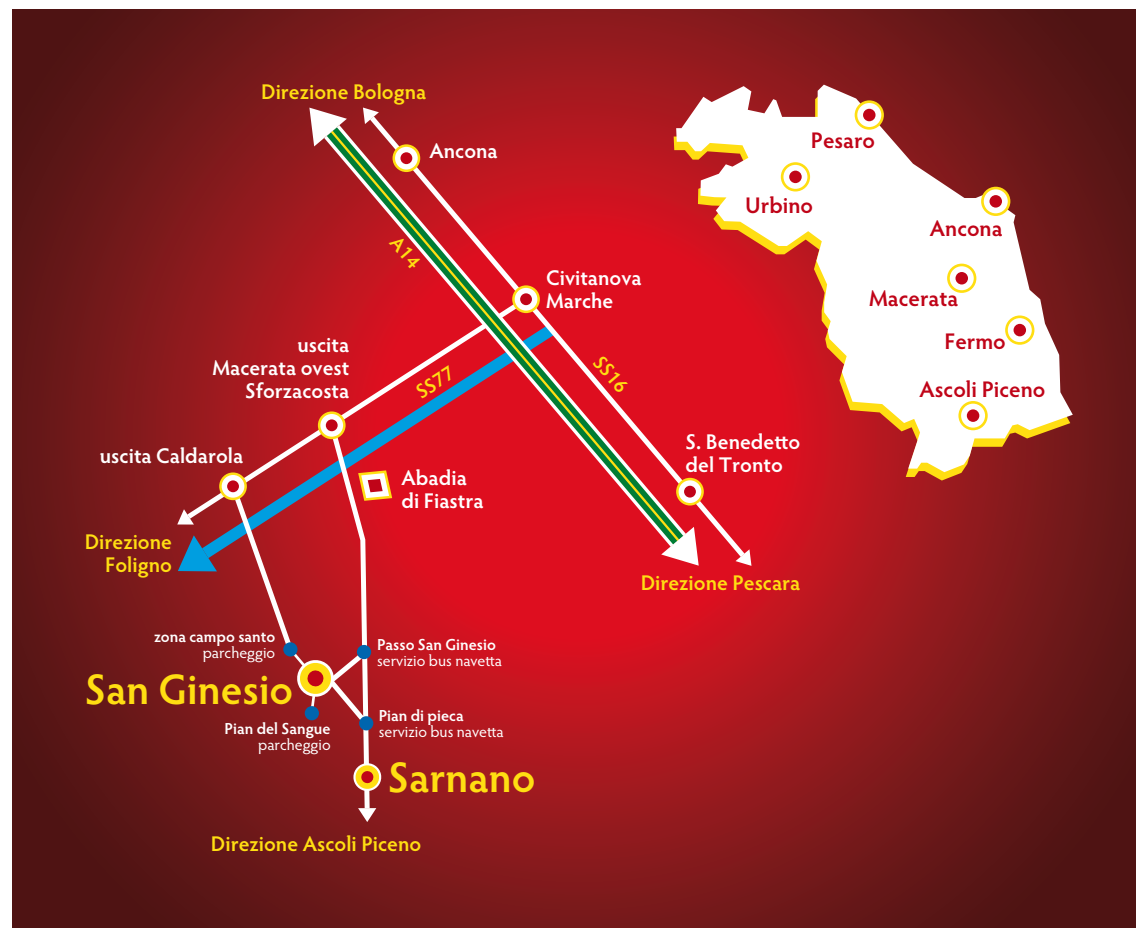 Direzione Bologna
Ancona
A14
Civitanova
Marche
uscita
Macerata ovest
Sforzacosta
SS77
SS16
uscita Caldarola
Abadia
di Fiastra
S. Benedetto
del Tronto
Direzione
Foligno
Direzione Pescara
zona campo santo
parcheggio
Passo San Ginesio
servizio bus navetta
San Ginesio
Pian del Sangue
parcheggio
Pian di pieca
servizio bus navetta
Sarnano
Direzione Ascoli Piceno
Pesaro
Urbino
Ancona
Macerata
Fermo
Ascoli Piceno